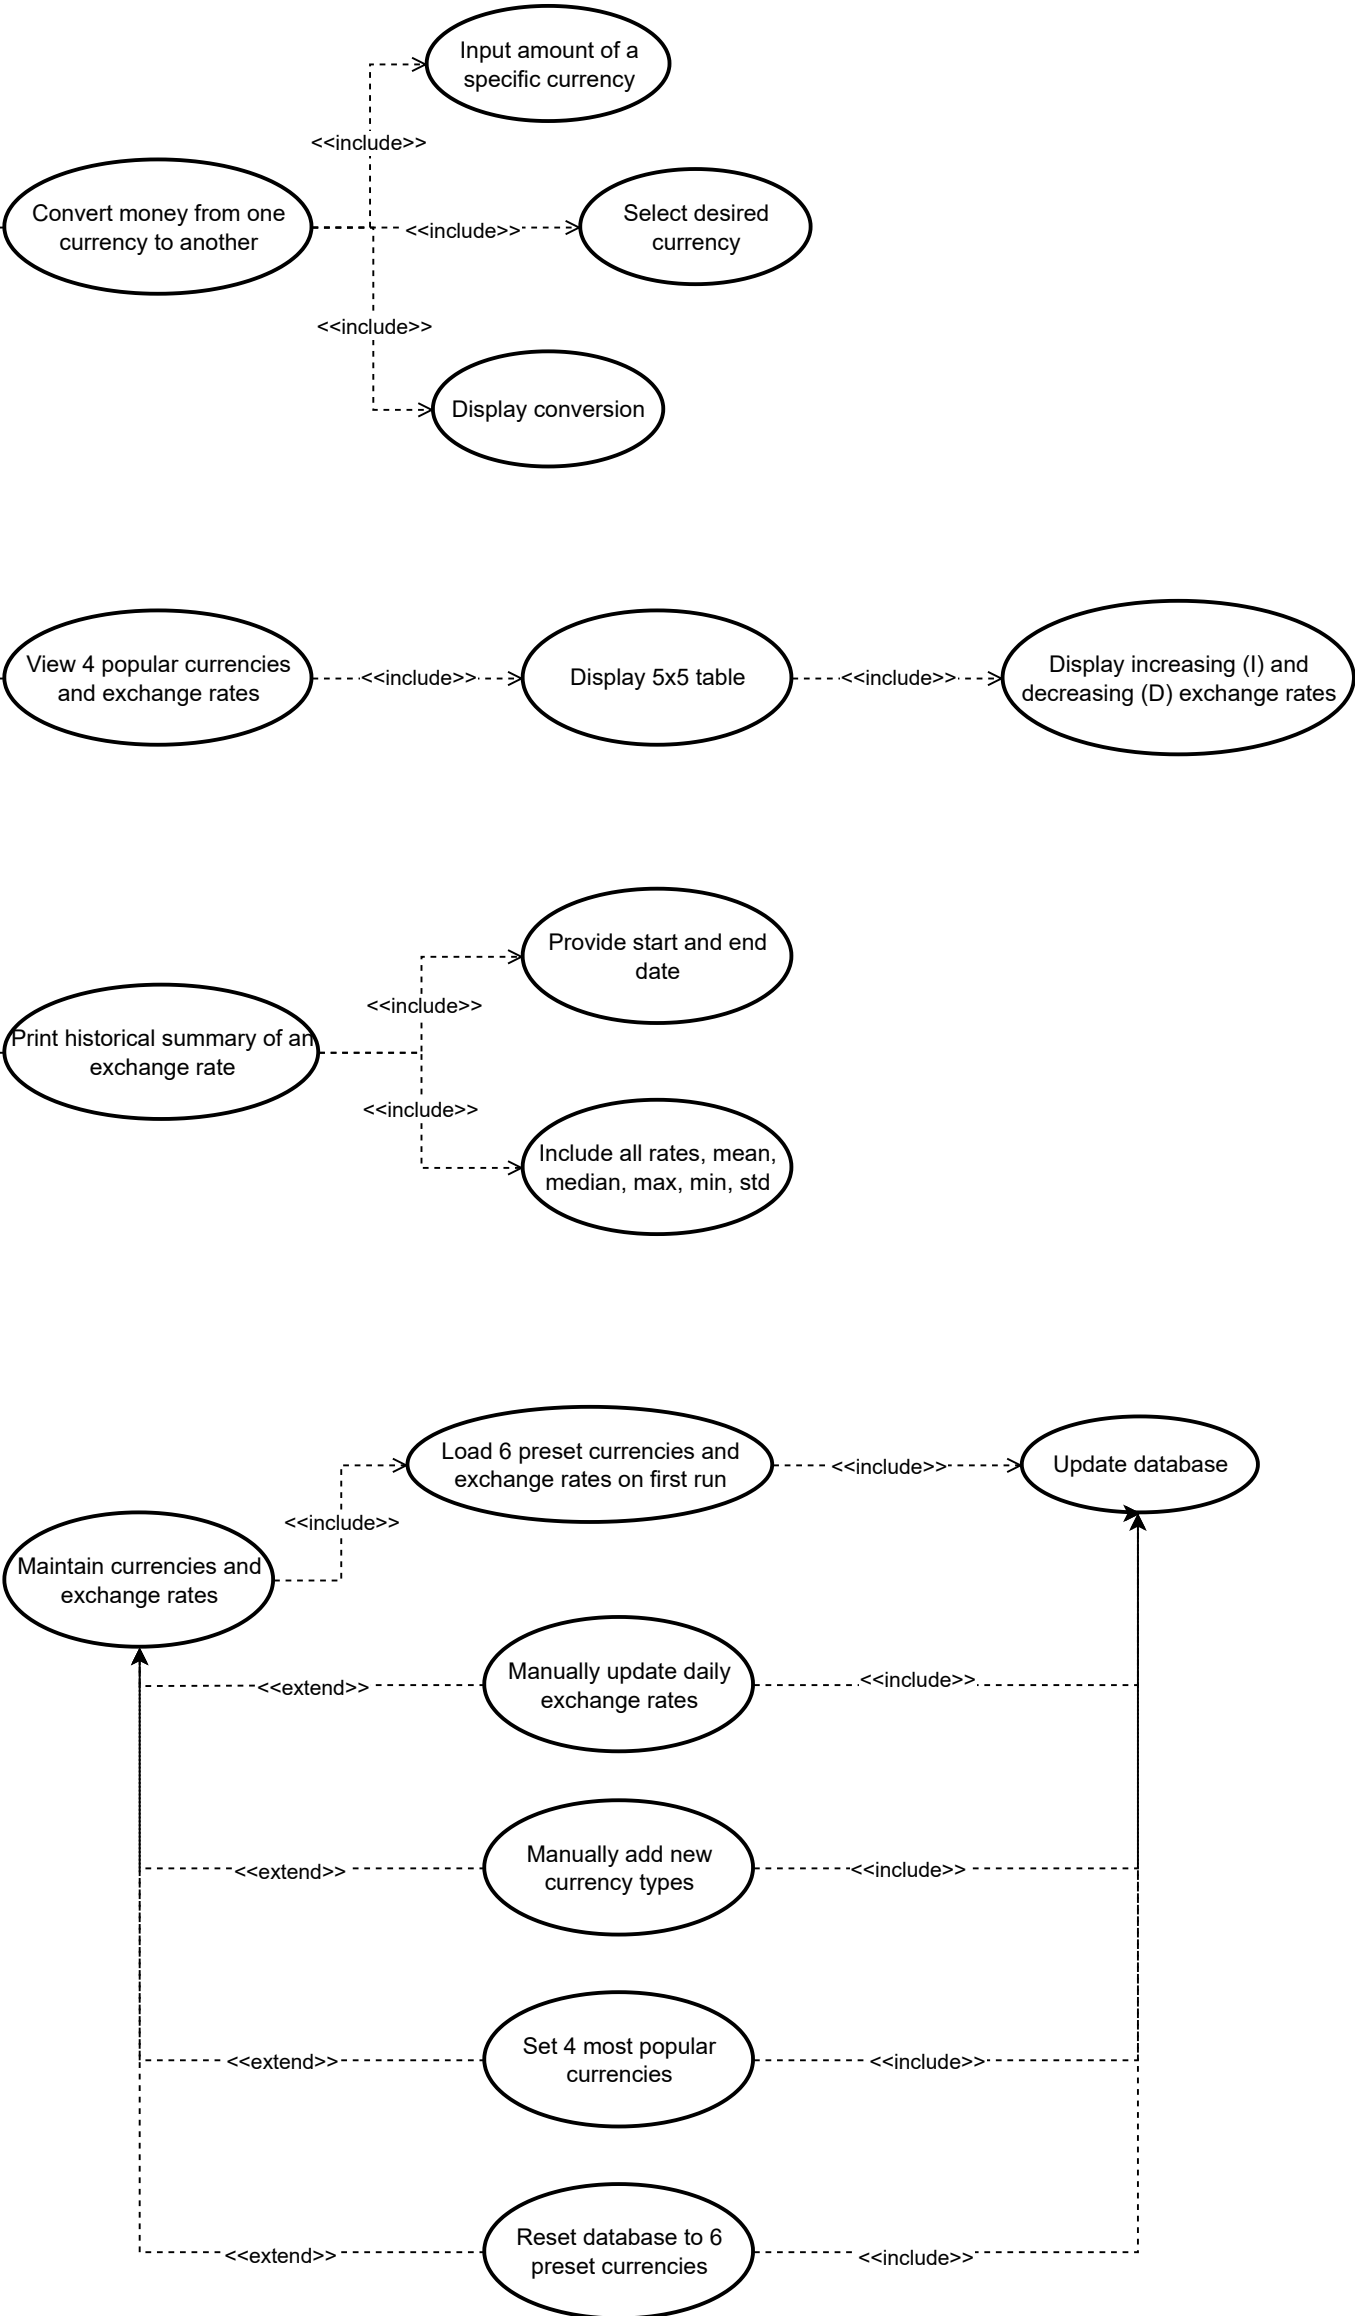 Input amount of a
specific currency
<<include>>
Convert money from one
currency to another
<<include>>
Select desired
currency
<<include>>
Display conversion
View 4 popular currencies
and exchange rates
<<include>>
Display 5x5 table
<<include>>
Display increasing (I) and
decreasing (D) exchange rates
Provide start and end
date
<<include>>
Print historical summary of an
exchange rate
<<include>>
Include all rates, mean,
median, max, min, std
Load 6 preset currencies and
exchange rates on first run
<<include>>
Update database
<<include>>
Maintain currencies and
exchange rates
<<extend>>
Manually update daily
exchange rates
<<include>>
<<extend>>
Manually add new
currency types
<<include>>
<<extend>>
Set 4 most popular
currencies
<<include>>
<<extend>>
Reset database to 6
preset currencies
<<include>>